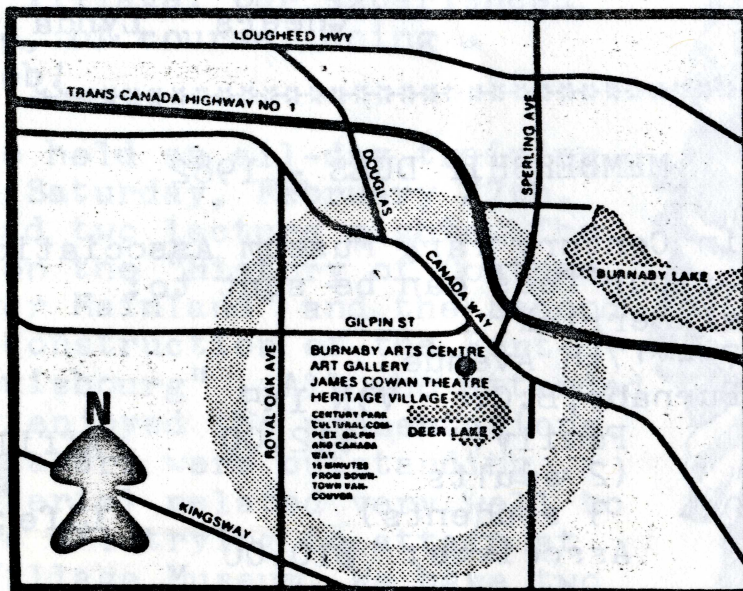 LOUGHEED HWY
TRANS CANADA HIGHWAY NO 1
DOUGLAS
SPERLING AVE
BURNABY LAKE
CANADA WAY
GILPIN ST
ROYAL OAK AVE
BURNABY ARTS CENTRE
ART GALLERY
JAMES COWAN THEATRE
HERITAGE VILLAGE
CENTURY PARK
CULTURAL COM-
PLEX GILPIN
AND CANADA
WAY
15 MINUTES
FROM DOWN-
TOWN VAN-
COUVER
DEER LAKE
N
KINGSWAY